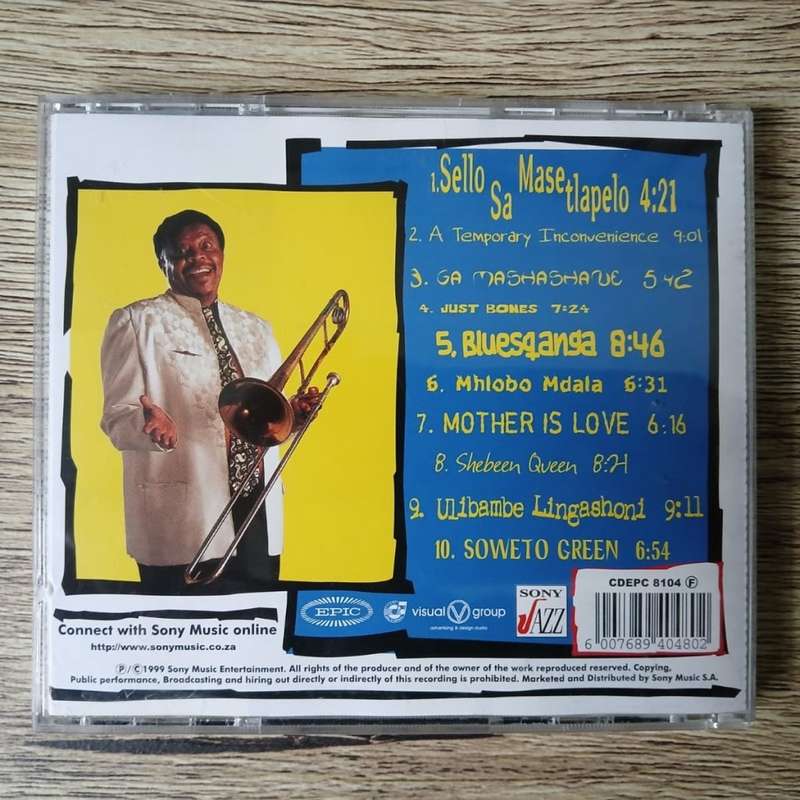 1. Sello Sa Masetlapelo 4:21
2. A Temporary Inconvenience 9:01
3. GA MASHASHANE 5 42
4. JUST BONES 7:24
5. Bluesqanga 8:46
6. Mhlobo Mdala 6:31
7. MOTHER IS LOVE 6:16
8. Shebeen Queen 8:21
9. Ulibambe Lingashoni 9:11
10. SOWETO GREEN 6:54
CDEPC 8104 F
6 007689 404802
EPIC
visual V group
advertising & design studio
SONY
JAZZ
Connect with Sony Music online
http://www.sonymusic.co.za
Ⓟ/©1999 Sony Music Entertainment. All rights of the producer and of the owner of the work reproduced reserved. Copying,
Public performance, Broadcasting and hiring out directly or indirectly of this recording is prohibited. Marketed and Distributed by Sony Music S.A.